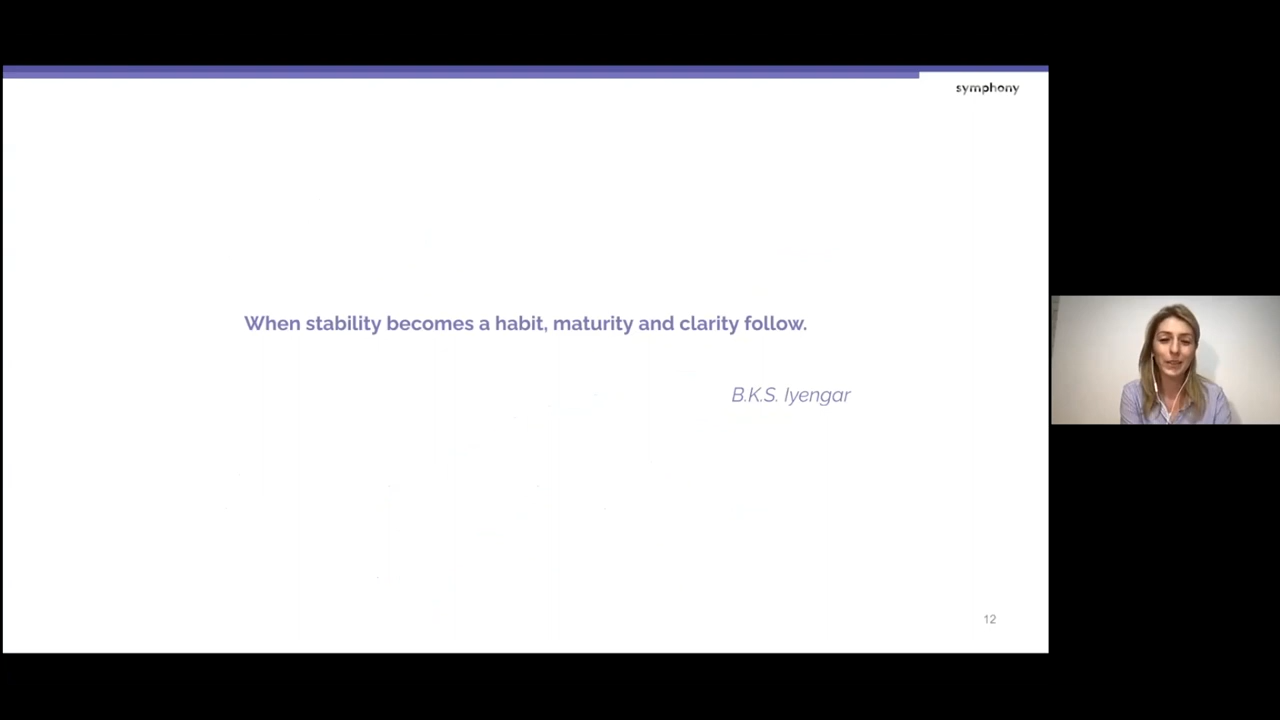 symphony
When stability becomes a habit, maturity and clarity follow.
B.K.S. Iyengar
12